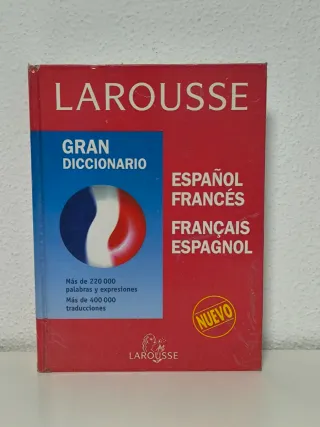 LAROUSSE
GRAN
DICCIONARIO
ESPAÑOL
FRANCÉS
FRANÇAIS
ESPAGNOL
Más de 220 000
palabras y expresiones
Más de 400 000
traducciones
NUEVO
LAROUSSE